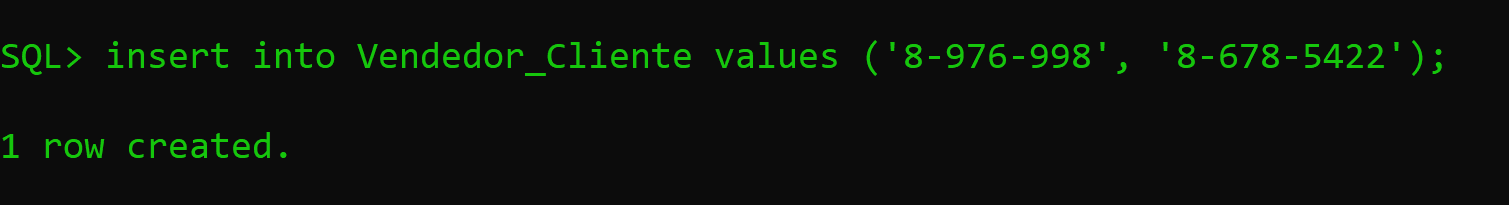 SQL> insert into Vendedor_Cliente values ('8-976-998', '8-678-5422');
1 row created.